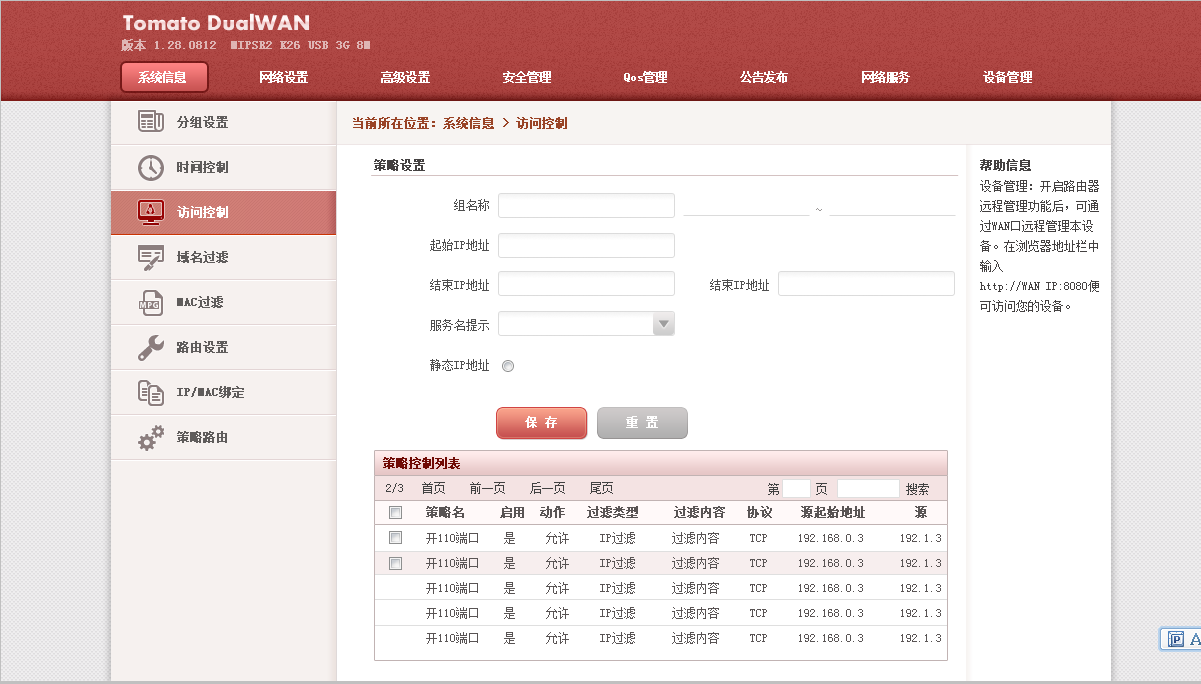 Tomato DualWAN
版本 1.28.0812 MIPSR2 K26 USB 3G 8M
系统信息 网络设置 高级设置 安全管理 Qos管理 公告发布 网络服务 设备管理
分组设置
时间控制
访问控制
域名过滤
MPG
MAC过滤
路由设置
IP/MAC绑定
策略路由
当前所在位置：系统信息 > 访问控制
策略设置
组名称 ~
起始IP地址
结束IP地址 结束IP地址
服务名提示
静态IP地址
保存 重置
策略控制列表
2/3 首页 前一页 后一页 尾页 第 页 搜索
策略名 启用 动作 过滤类型 过滤内容 协议 源起始地址 源
开110端口 是 允许 IP过滤 过滤内容 TCP 192.168.0.3 192.1.3
开110端口 是 允许 IP过滤 过滤内容 TCP 192.168.0.3 192.1.3
开110端口 是 允许 IP过滤 过滤内容 TCP 192.168.0.3 192.1.3
开110端口 是 允许 IP过滤 过滤内容 TCP 192.168.0.3 192.1.3
开110端口 是 允许 IP过滤 过滤内容 TCP 192.168.0.3 192.1.3
帮助信息
设备管理：开启路由器
远程管理功能后，可通
过WAN口远程管理本设
备。在浏览器地址栏中
输入
http://WAN IP:8080便
可访问您的设备。
P A